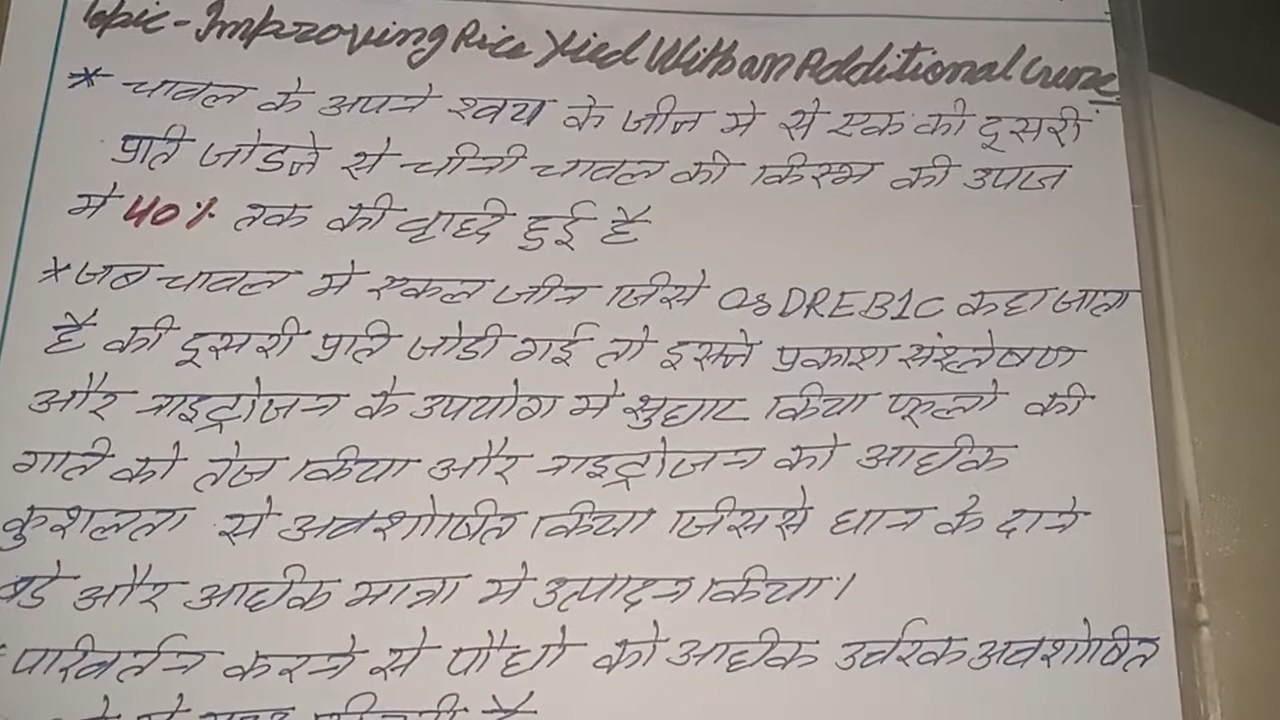 Topic - Improving Rice Yied With an Additional Gene
* चावल के अपने स्वयं के जीन मे से एक की दूसरी
प्रति जोडने से चीनी चावल की किस्म की उपज
मे 40% तक की वृद्धि हुई है
* जब चावल मे एकल जीन जिसे OsDREB1C कहा जाता
है की दूसरी प्रति जोडी गई तो इसने प्रकाश संश्लेषण
और नाइट्रोजन के उपयोग मे सुधार किया फूलो की
गति को तेज किया और नाइट्रोजन को अधिक
कुशलता से अवशोषित किया जिससे धान के दाने
बडे और अधिक मात्रा मे उत्पादन किया।
* परिवर्तन करने से पौधो को अधिक उर्वरक अवशोषित